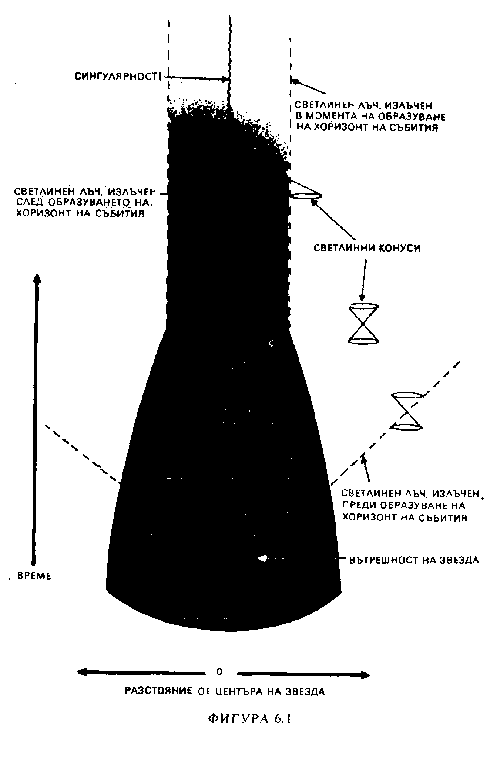 СИНГУЛЯРНОСТ
СВЕТЛИНЕН ЛЪЧ, ИЗЛЪЧЕН
В МОМЕНТА НА ОБРАЗУВАНЕ
НА ХОРИЗОНТ НА СЪБИТИЯ
СВЕТЛИНЕН ЛЪЧ, ИЗЛЪЧЕН
СЛЕД ОБРАЗУВАНЕТО НА
ХОРИЗОНТ НА СЪБИТИЯ
СВЕТЛИННИ КОНУСИ
СВЕТЛИНЕН ЛЪЧ, ИЗЛЪЧЕН,
ПРЕДИ ОБРАЗУВАНЕ НА
ХОРИЗОНТ НА СЪБИТИЯ
ВЪТРЕШНОСТ НА ЗВЕЗДА
ВРЕМЕ
0
РАЗСТОЯНИЕ ОТ ЦЕНТЪРА НА ЗВЕЗДА
ФИГУРА 6.1